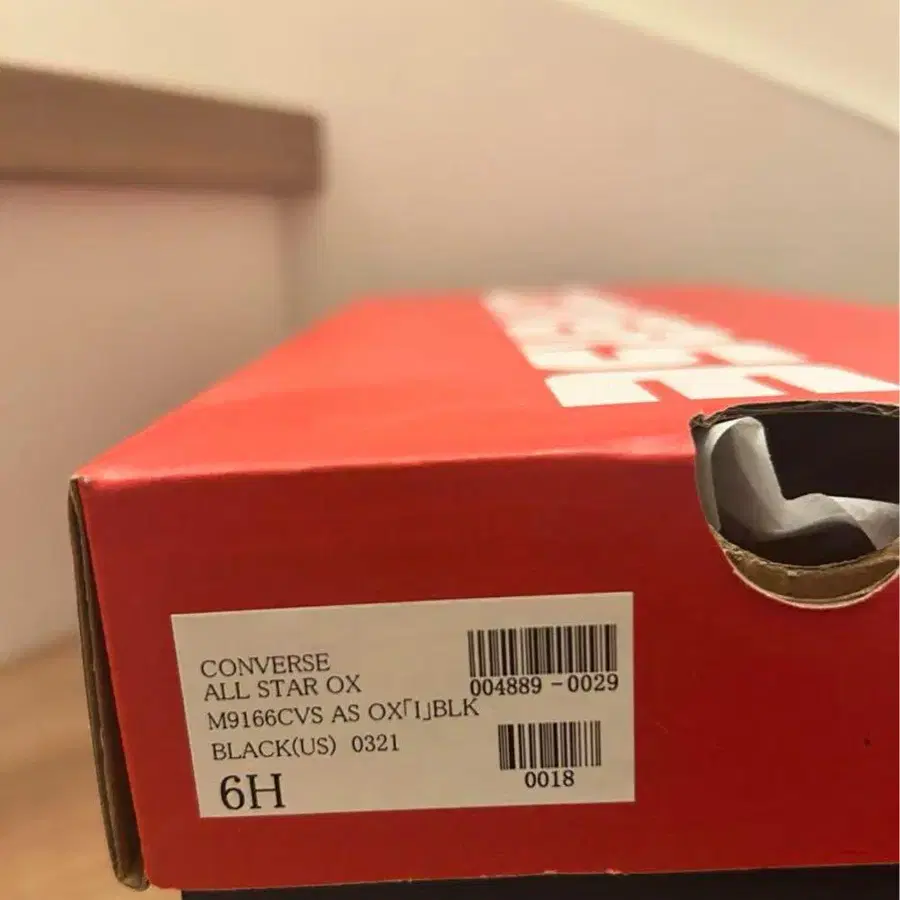 CONVERSE
ALL STAR OX
M9166CVS AS OX「I」BLK
BLACK(US) 0321
6H
004889-0029
0018